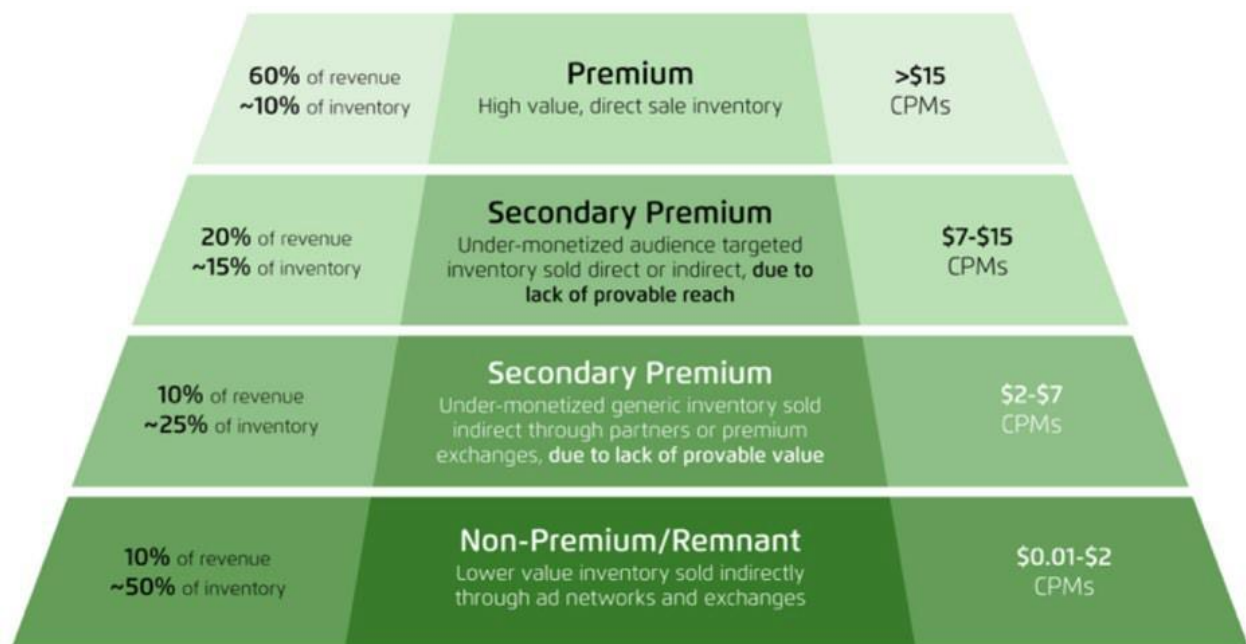 60% of revenue
~10% of inventory
Premium
High value, direct sale inventory
>$15
CPMs
20% of revenue
~15% of inventory
Secondary Premium
Under-monetized audience targeted
inventory sold direct or indirect, due to
lack of provable reach
$7-$15
CPMs
10% of revenue
~25% of inventory
Secondary Premium
Under-monetized generic inventory sold
indirect through partners or premium
exchanges, due to lack of provable value
$2-$7
CPMs
10% of revenue
~50% of inventory
Non-Premium/Remnant
Lower value inventory sold indirectly
through ad networks and exchanges
$0.01-$2
CPMs